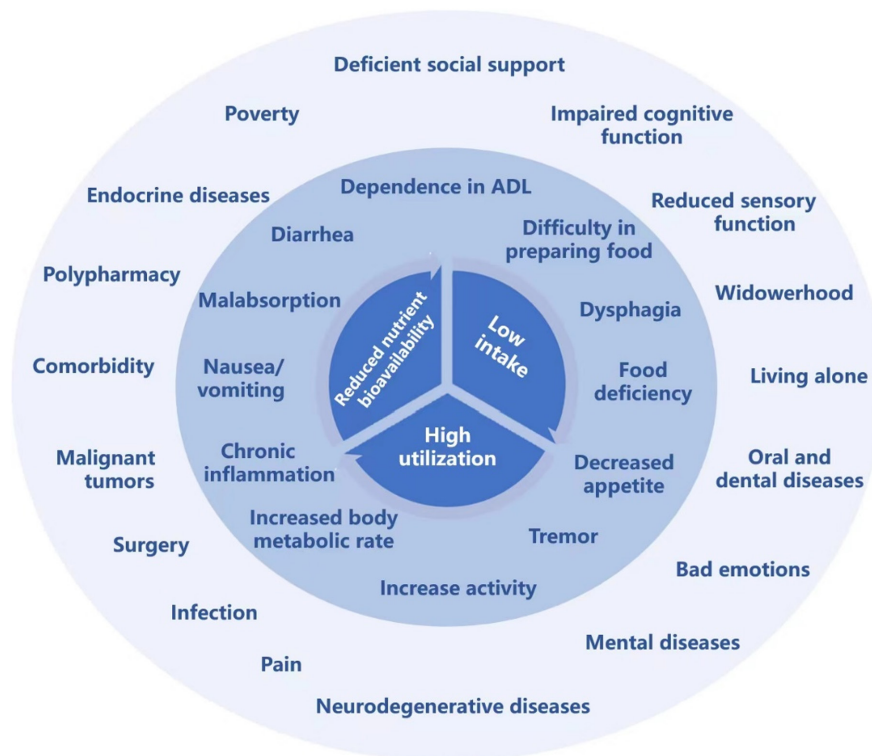 Deficient social support
Poverty
Impaired cognitive
function
Endocrine diseases
Dependence in ADL
Reduced sensory
function
Diarrhea
Difficulty in
preparing food
Polypharmacy
Malabsorption
Widowerhood
Dysphagia
Reduced nutrient
bioavailability
Low
intake
Comorbidity
Nausea/
vomiting
Food
deficiency
Living alone
High
utilization
Chronic
inflammation
Decreased
appetite
Malignant
tumors
Oral and
dental diseases
Increased body
metabolic rate
Tremor
Surgery
Bad emotions
Increase activity
Infection
Mental diseases
Pain
Neurodegenerative diseases